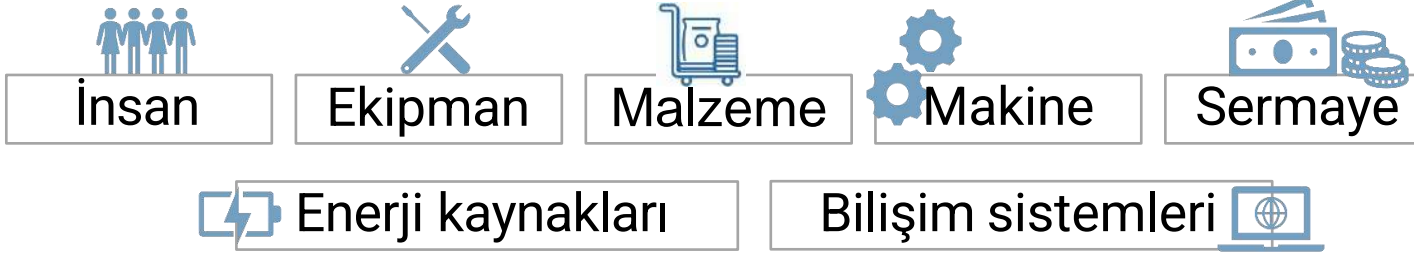 İnsan
Ekipman
Malzeme
Makine
Sermaye
Enerji kaynakları
Bilişim sistemleri